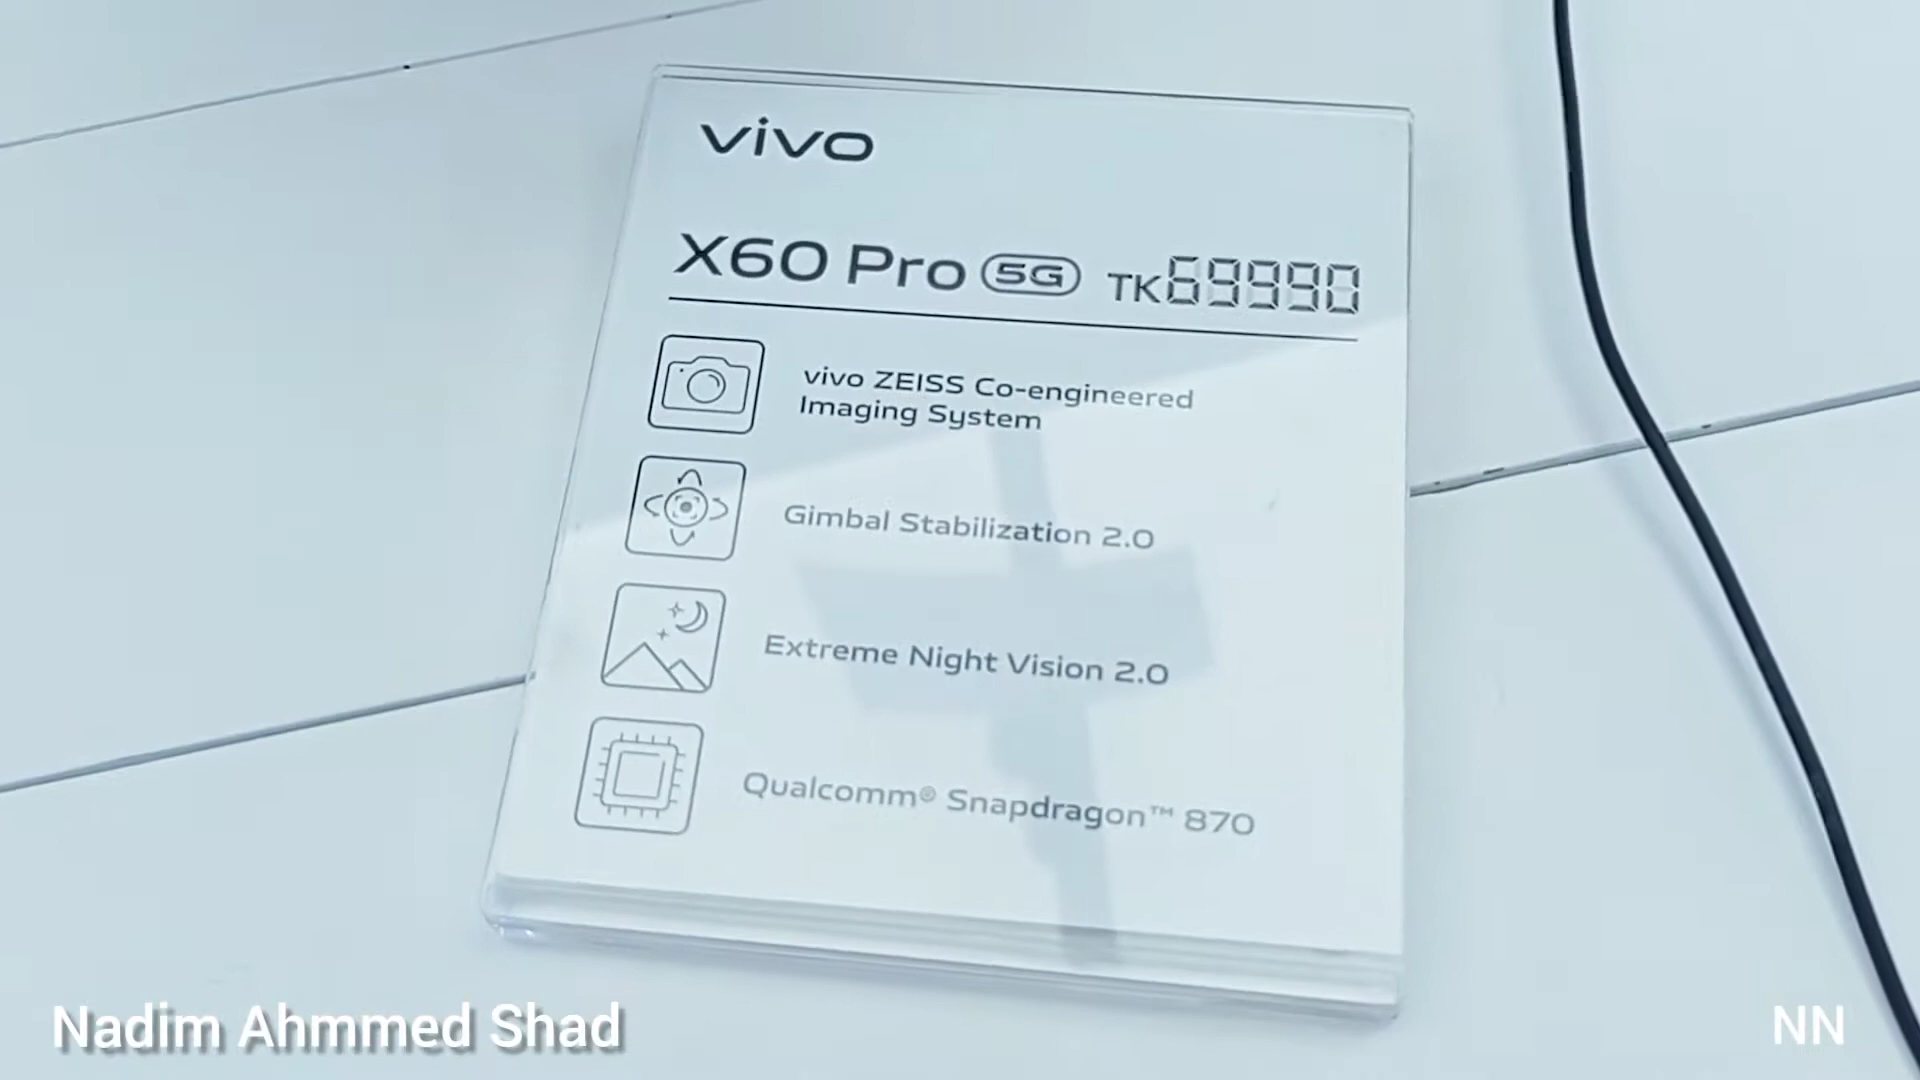 vivo
X60 Pro 5G TK69990
vivo ZEISS Co-engineered
Imaging System
Gimbal Stabilization 2.0
Extreme Night Vision 2.0
Qualcomm® Snapdragon™ 870
Nadim Ahmmed Shad
NN